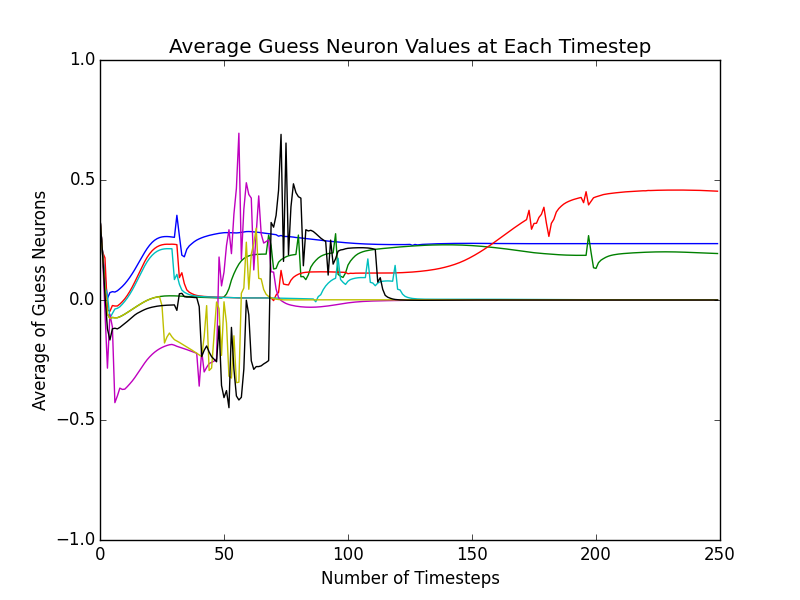 Average Guess Neuron Values at Each Timestep
1.0
0.5
0.0
−0.5
−1.0
Average of Guess Neurons
0 50 100 150 200 250
Number of Timesteps